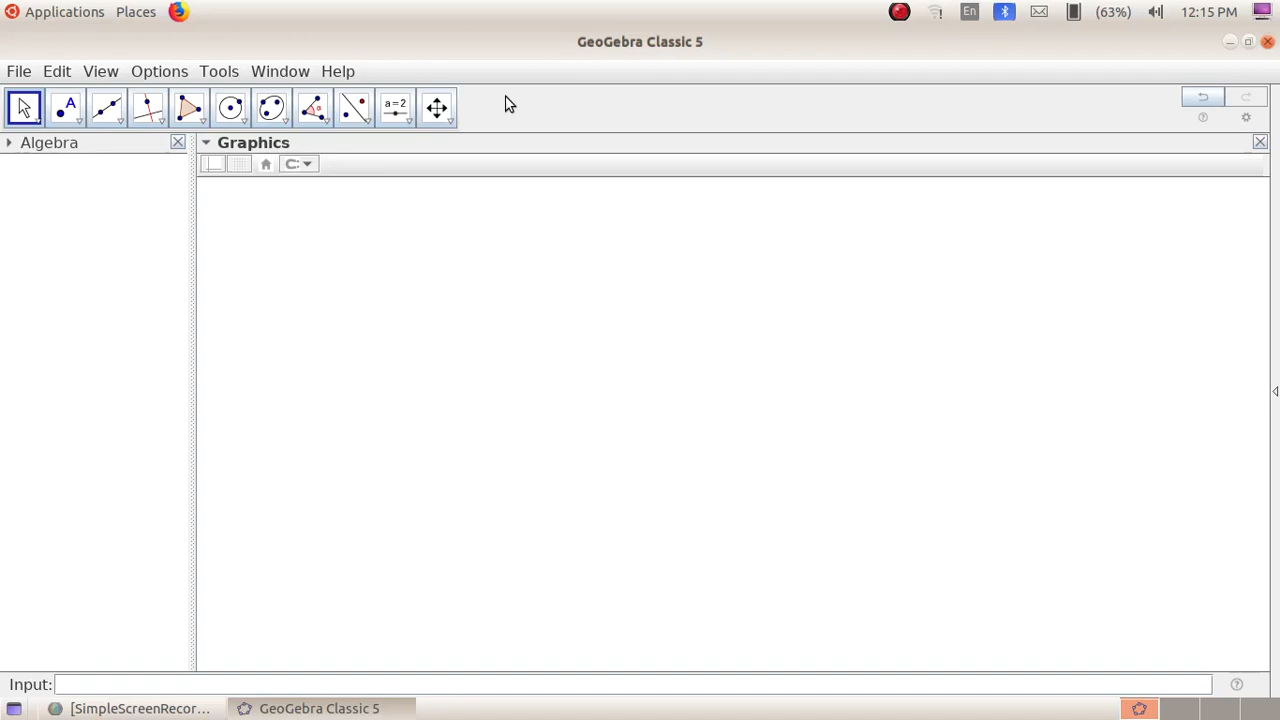 Applications Places En (63%) 12:15 PM
GeoGebra Classic 5
File Edit View Options Tools Window Help
A α a=2
Algebra Graphics
Input:
[SimpleScreenRecor... GeoGebra Classic 5